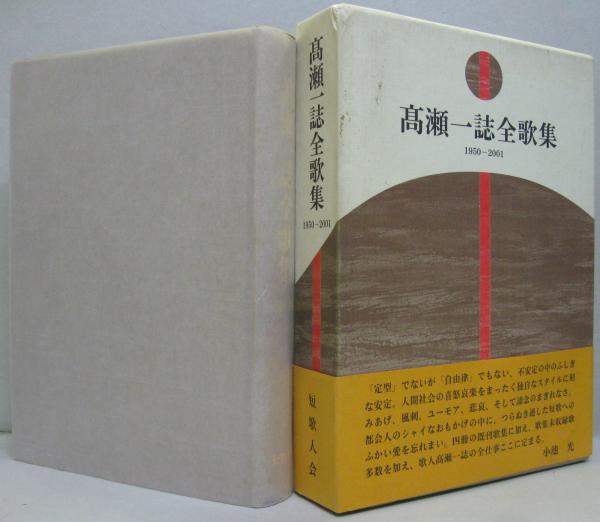 髙瀬一誌全歌集
1950-2001
短歌人会
髙瀬一誌全歌集
1950-2001
「定型」でないが「自由律」でもない、不安定の中のふしぎ
な安定。人間社会の喜怒哀楽をまったく独自なスタイルに刻
みあげ、風刺、ユーモア、悲哀、そして諦念のまぎれなさ。
都会人のシャイなおもかげの中に、つらぬき通した短歌への
ふかい愛を忘れまい。四冊の既刊歌集に加え、歌集未収録歌
多数を加え、歌人髙瀬一誌の全仕事ここに定まる。
小池 光